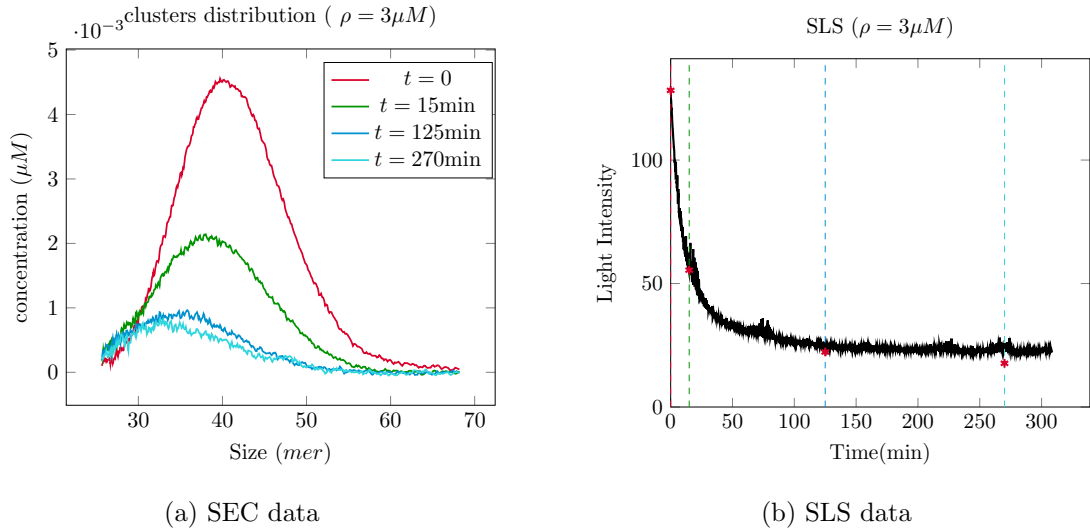 clusters distribution ( ρ = 3μM)
·10⁻³
5
4
3
2
1
0
concentration (μM)
30 40 50 60 70
Size (mer)
t = 0
t = 15min
t = 125min
t = 270min
(a) SEC data
SLS (ρ = 3μM)
100
50
0
Light Intensity
0 50 100 150 200 250 300
Time(min)
(b) SLS data